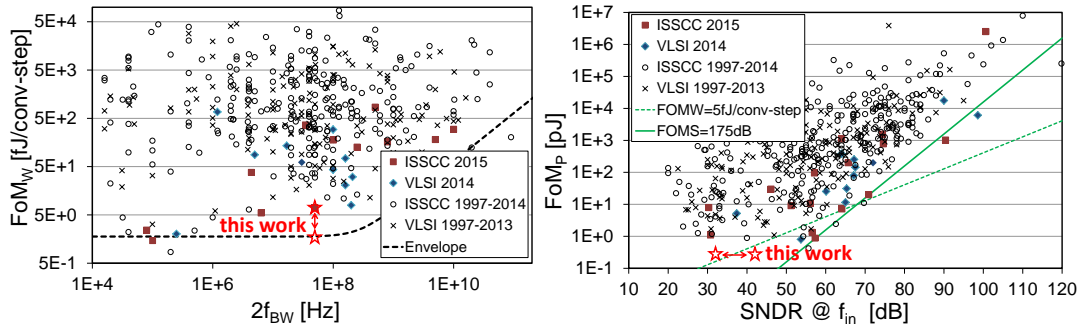 5E+4
5E+3
5E+2
5E+1
5E+0
5E-1
FoM_W [fJ/conv-step]
1E+4
1E+6
1E+8
1E+10
2f_BW [Hz]
this work
ISSCC 2015
VLSI 2014
ISSCC 1997-2014
VLSI 1997-2013
Envelope
1E+7
1E+6
1E+5
1E+4
1E+3
1E+2
1E+1
1E+0
1E-1
FoM_P [pJ]
ISSCC 2015
VLSI 2014
ISSCC 1997-2014
VLSI 1997-2013
FOMW=5fJ/conv-step
FOMS=175dB
this work
10 20 30 40 50 60 70 80 90 100 110 120
SNDR @ f_in [dB]